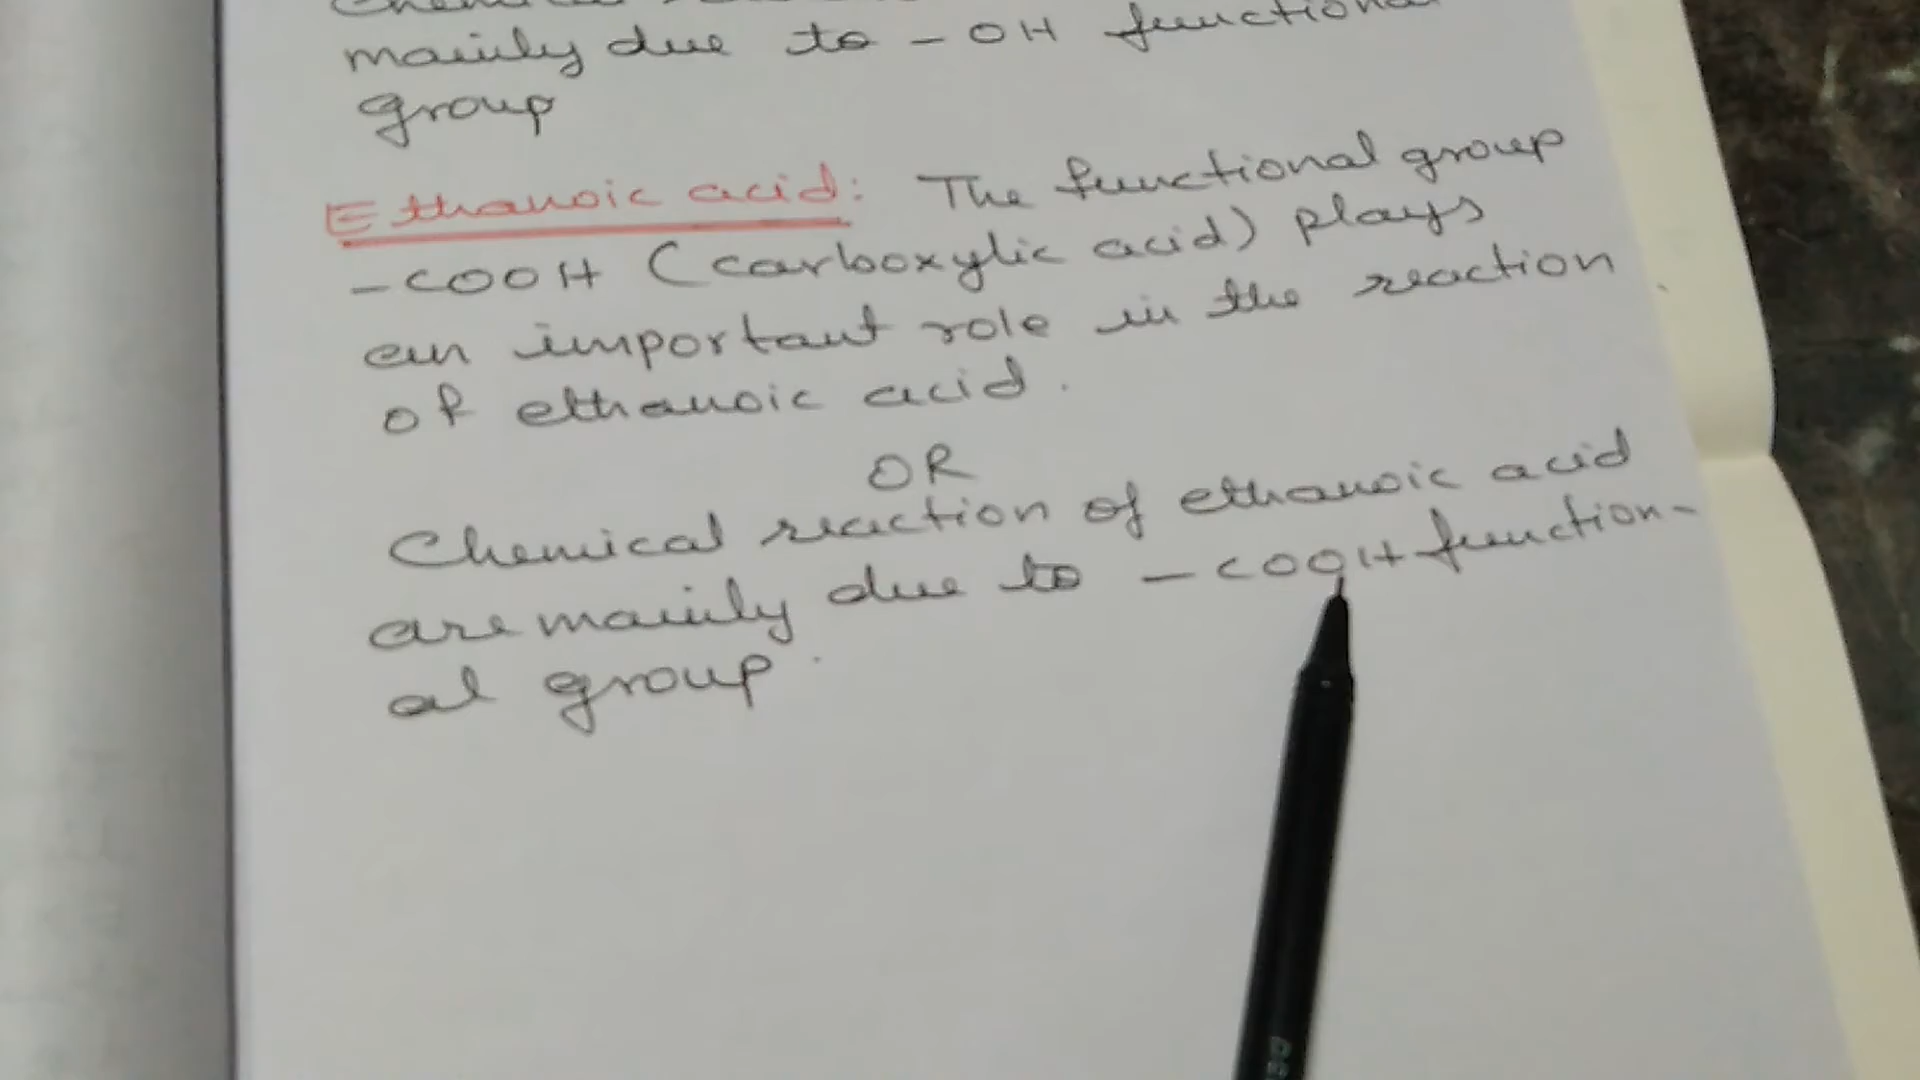 mainly due to - OH functional
group
Ethanoic acid: The functional group
-COOH (carboxylic acid) plays
an important role in the reaction
of ethanoic acid.
OR
Chemical reaction of ethanoic acid
are mainly due to -COOH function-
al group.